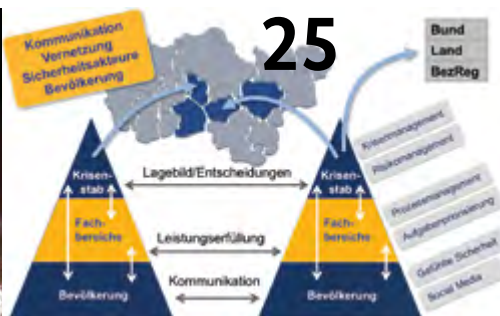 Kommunikation
Vernetzung
Sicherheitsakteure
Bevölkerung
25
Bund
Land
BezReg
Krisenmanagement
Risikomanagement
Prozessmanagement
Aufgabenpriorisierung
Gefühlte Sicherheit
Social Media
Krisen-
stab
Lagebild/Entscheidungen
Krisen-
stab
Fach-
bereiche
Leistungserfüllung
Fach-
bereiche
Kommunikation
Bevölkerung
Bevölkerung